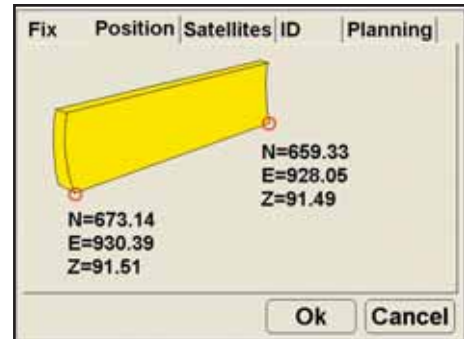 Fix Position Satellites ID Planning
N=659.33
E=928.05
Z=91.49
N=673.14
E=930.39
Z=91.51
Ok Cancel